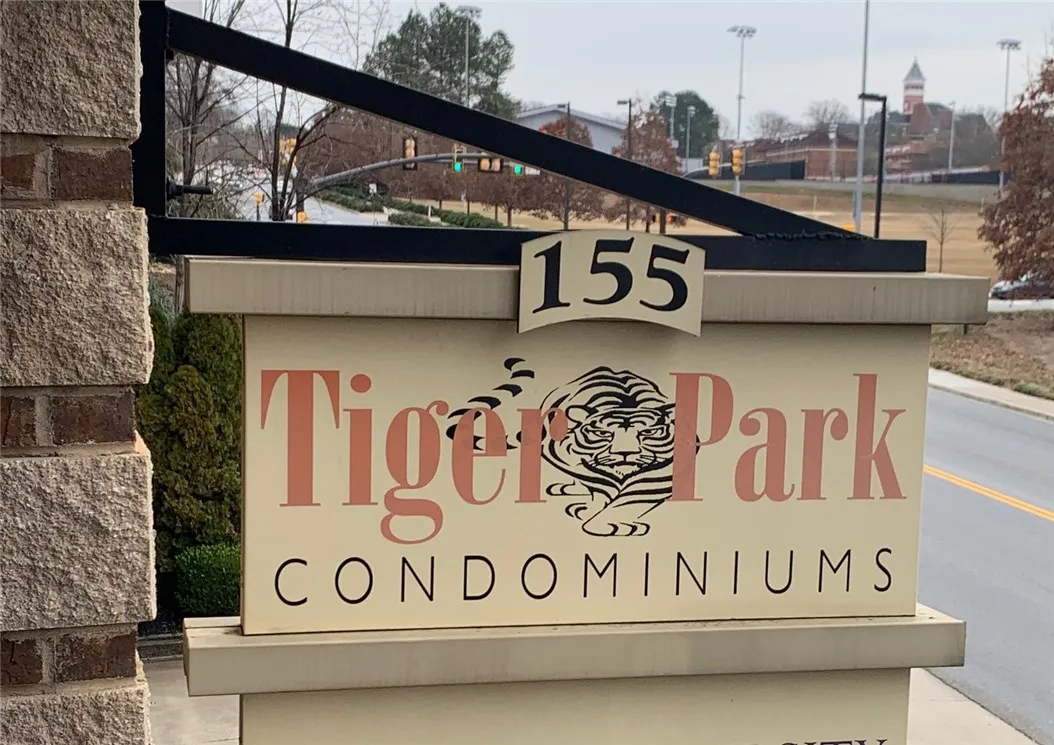 155
Tiger Park
CONDOMINIUMS